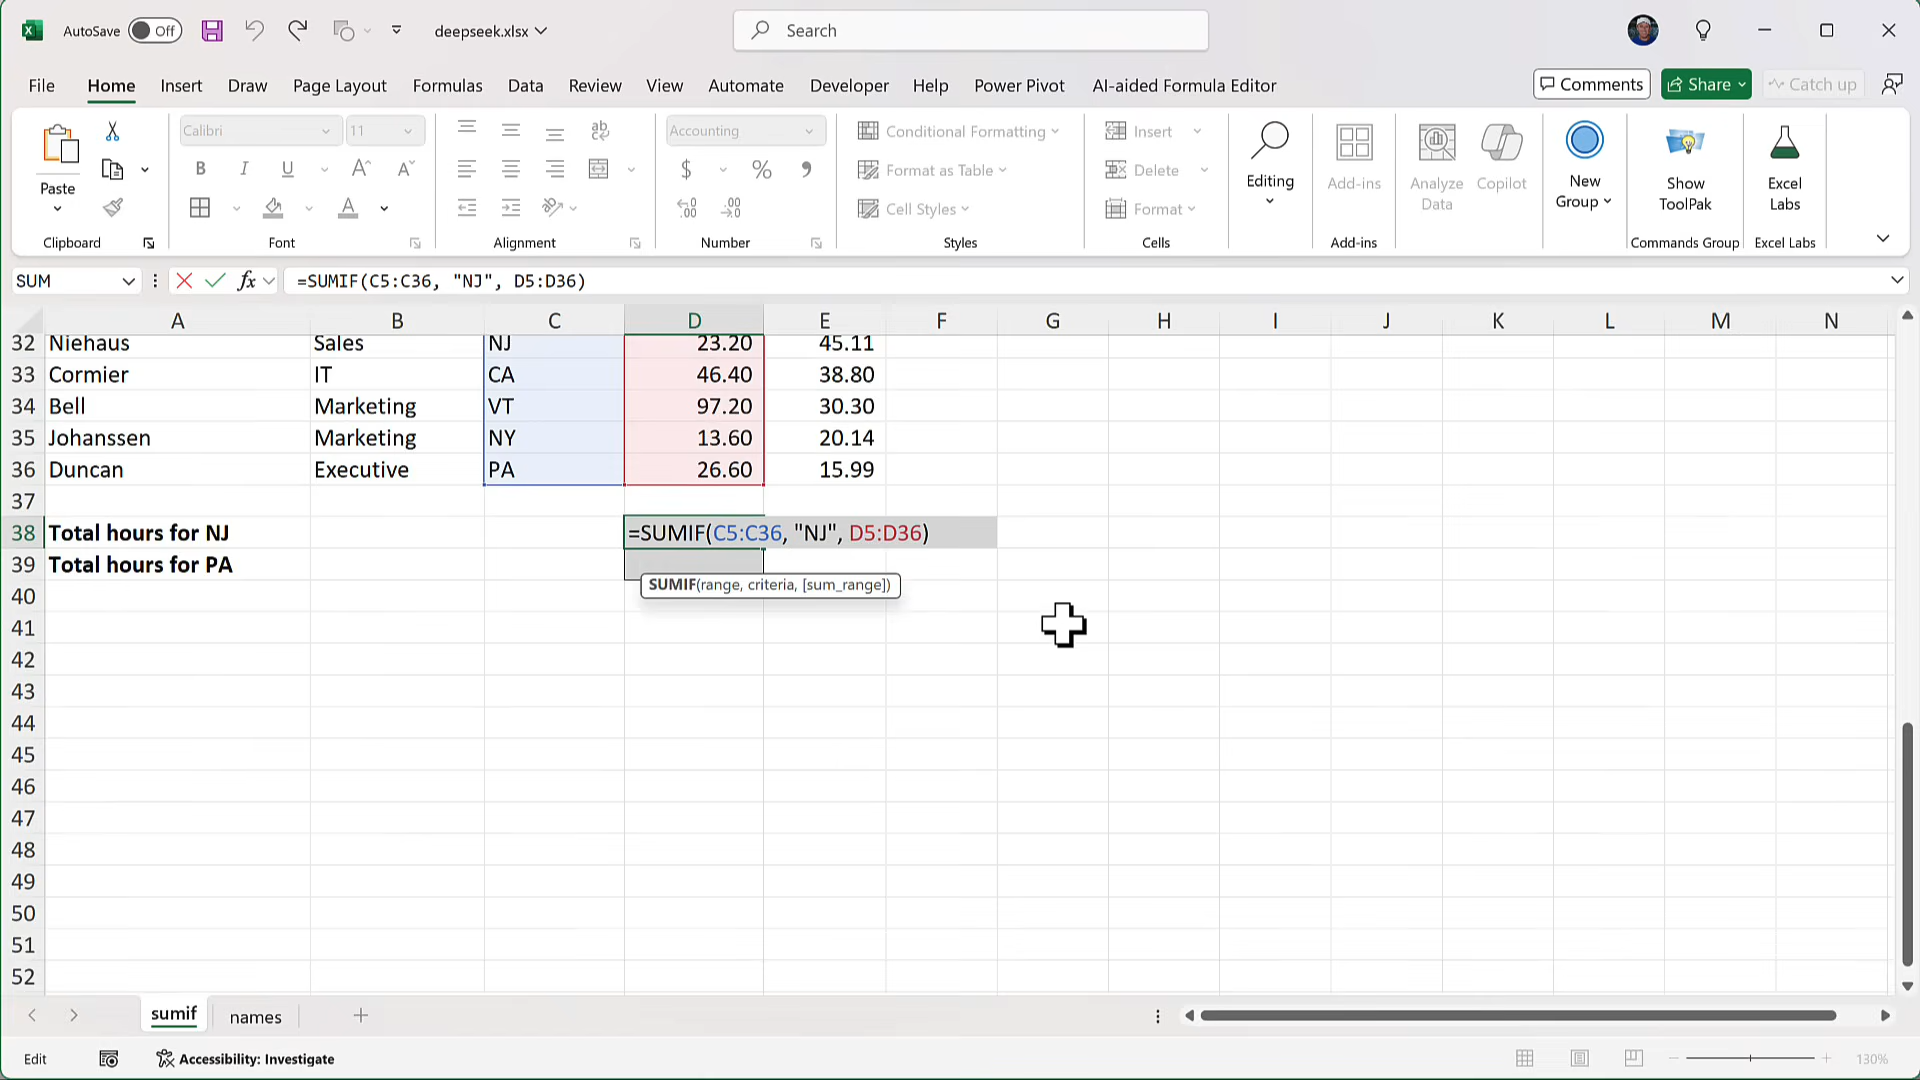 AutoSave Off deepseek.xlsx Search
File Home Insert Draw Page Layout Formulas Data Review View Automate Developer Help Power Pivot AI-aided Formula Editor Comments Share Catch up
Paste
Clipboard
Calibri 11
B I U A A
A
Font
ab
Alignment
Accounting
$ % 9
.00 .00
Number
Conditional Formatting
Format as Table
Cell Styles
Styles
Insert
Delete
Format
Cells
Editing
Add-ins
Add-ins
Analyze
Data
Copilot
New
Group
Show
ToolPak
Commands Group
Excel
Labs
Excel Labs
SUM fx =SUMIF(C5:C36, "NJ", D5:D36)
A B C D E F G H I J K L M N
32 Niehaus Sales NJ 23.20 45.11
33 Cormier IT CA 46.40 38.80
34 Bell Marketing VT 97.20 30.30
35 Johanssen Marketing NY 13.60 20.14
36 Duncan Executive PA 26.60 15.99
37
38 Total hours for NJ =SUMIF(C5:C36, "NJ", D5:D36)
39 Total hours for PA
SUMIF(range, criteria, [sum_range])
40
41
42
43
44
45
46
47
48
49
50
51
52
sumif names
Edit Accessibility: Investigate 130%